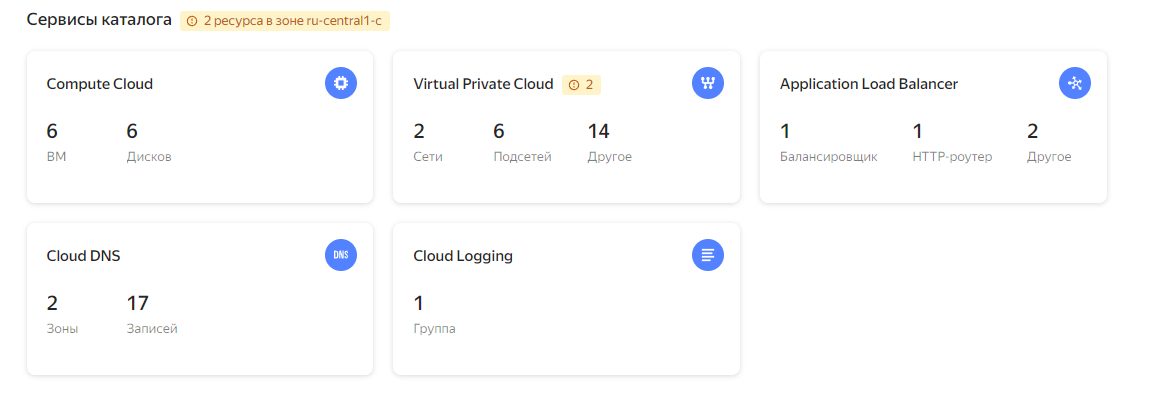 Сервисы каталога 2 ресурса в зоне ru-central1-c
Compute Cloud
6 6
ВМ Дисков
Virtual Private Cloud 2
2 6 14
Сети Подсетей Другое
Application Load Balancer
1 1 2
Балансировщик HTTP-роутер Другое
Cloud DNS DNS
2 17
Зоны Записей
Cloud Logging
1
Группа